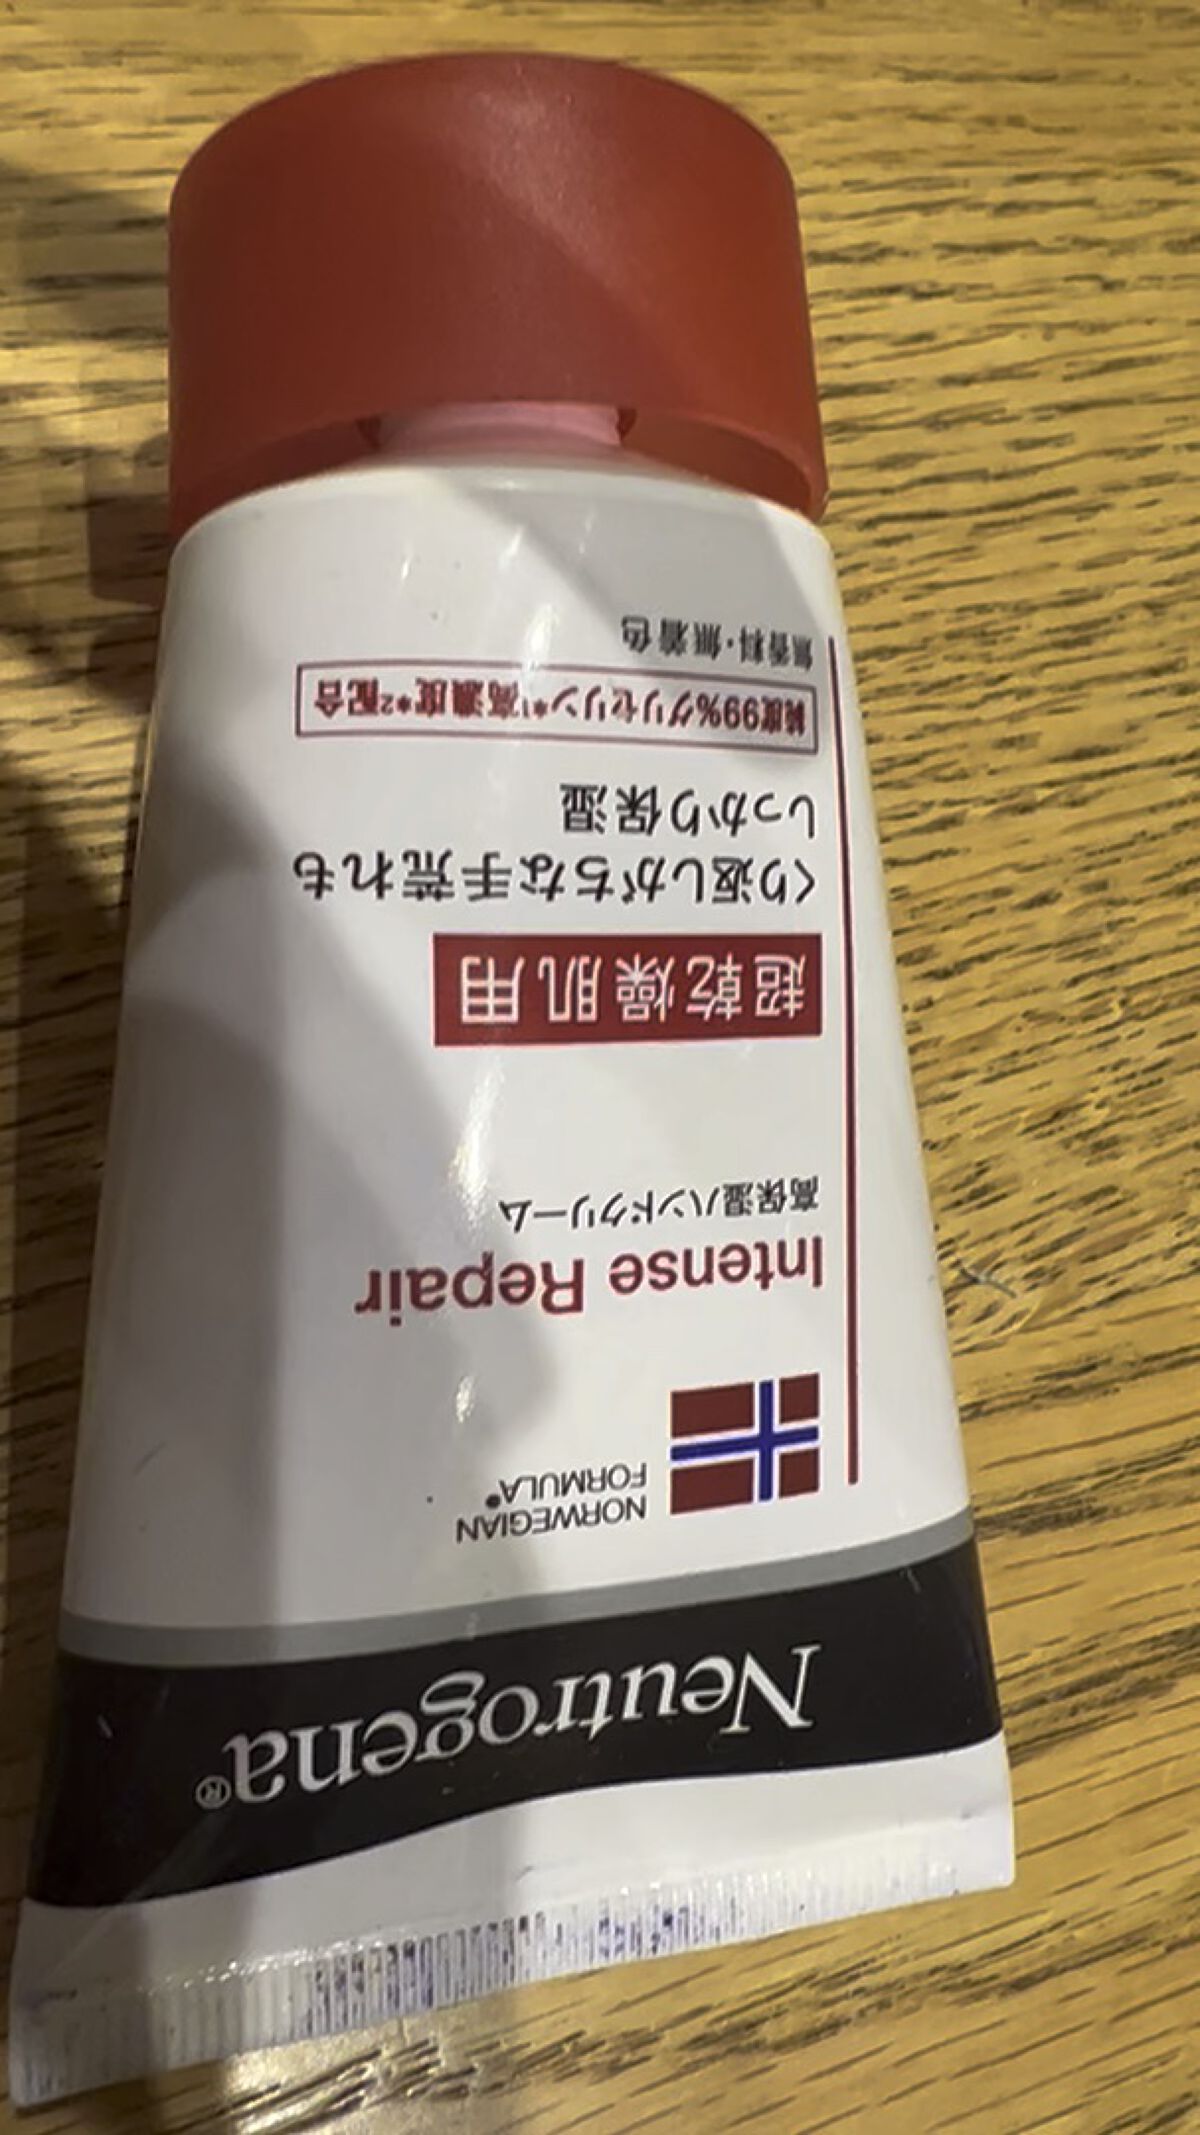 Neutrogena®
NORWEGIAN
FORMULA®
Intense Repair
高保湿ハンドクリーム
超乾燥肌用
くり返しがちな手荒れも
しっかり保湿
純度99%グリセリン*¹高濃度*²配合
無香料・無着色